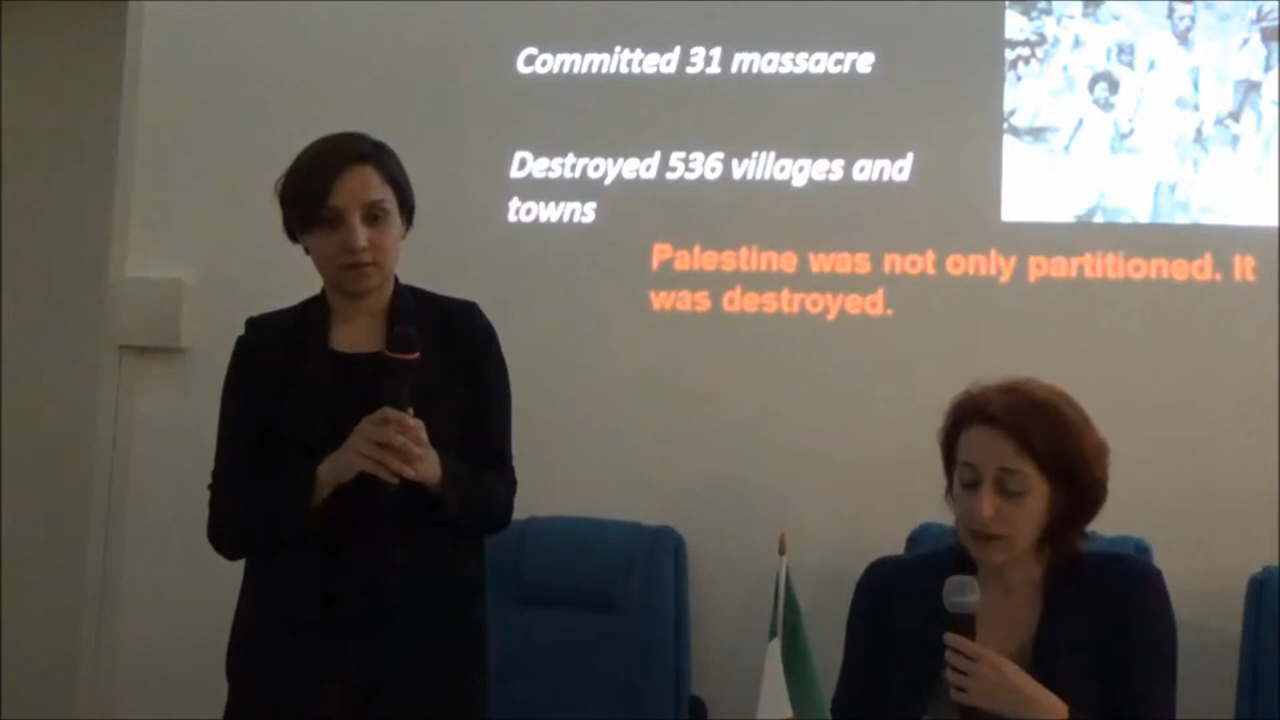 Committed 31 massacre
Destroyed 536 villages and
towns
Palestine was not only partitioned. It
was destroyed.